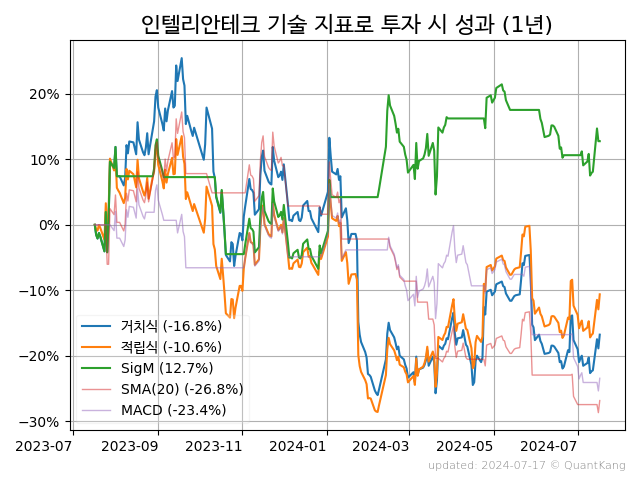 인텔리안테크 기술 지표로 투자 시 성과 (1년)
20%
10%
0%
−10%
−20%
−30%
거치식 (-16.8%)
적립식 (-10.6%)
SigM (12.7%)
SMA(20) (-26.8%)
MACD (-23.4%)
2023-07
2023-09
2023-11
2024-01
2024-03
2024-05
2024-07
updated: 2024-07-17 © QuantKang